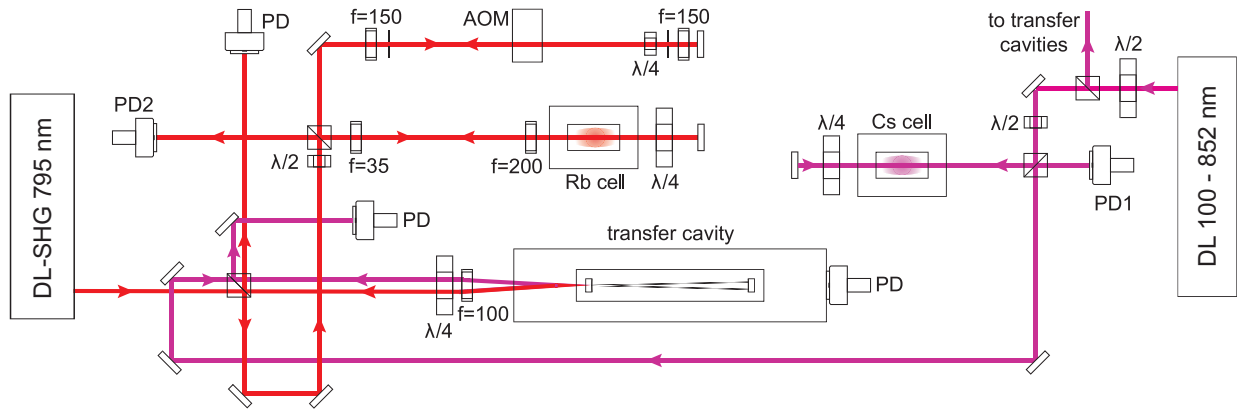 PD
f=150
AOM
f=150
λ/4
to transfer
cavities
λ/2
PD2
λ/2
f=35
f=200
Rb cell
λ/4
λ/4
Cs cell
λ/2
PD1
DL-SHG 795 nm
DL 100 - 852 nm
PD
transfer cavity
λ/4
f=100
PD